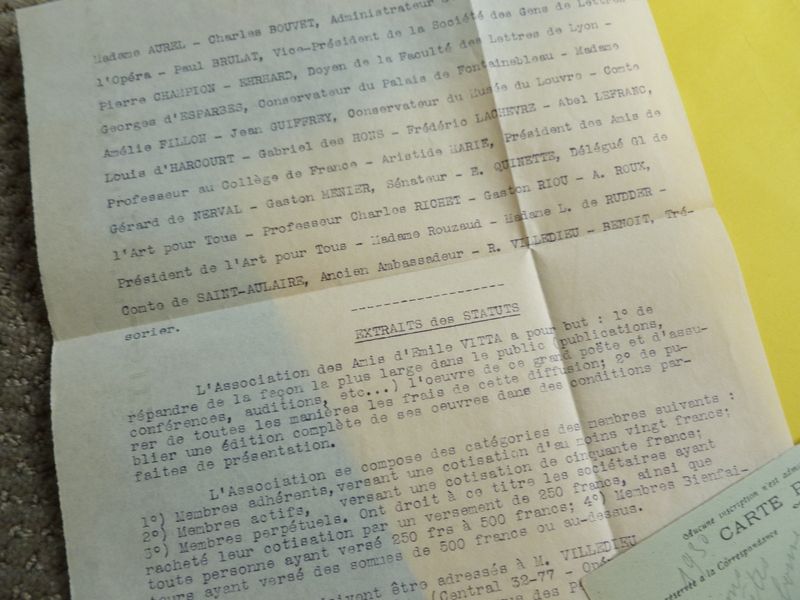 Madame AUREL - Charles BOUVET, Administrateur
l'Opéra - Paul BRULAT, Vice-Président de la Société des Gens de Lettres
Pierre CHAMPION - EHRHARD, Doyen de la Faculté des Lettres de Lyon -
Georges d'ESPARBES, Conservateur du Palais de Fontainebleau - Madame
Amélie FILLOH - Jean GUIFFREY, Conservateur du Musée du Louvre - Comte
Louis d'HARCOURT - Gabriel des HONS - Frédéric LACHEVRE - Abel LEFRANC,
Professeur au Collège de France - Aristide MARIE, Président des Amis de
Gérard de NERVAL - Gaston MENIER, Sénateur - E. QUINETTE, Délégué Gl de
l'Art pour Tous - Professeur Charles RICHET - Gaston RIOU - A. ROUX,
Président de l'Art pour Tous - Madame Rouzaud - Madame L. de RUDDER -
Comte de SAINT-AULAIRE, Ancien Ambassadeur - R. VILLEDIEU - BENOIT, Tré-
sorier.
-------------------
EXTRAITS des STATUTS
L'Association des Amis d'Emile VITTA a pour but : 1° de
répandre de la façon la plus large dans le public (publications,
conférences, auditions, etc...) l'oeuvre de ce grand poëte et d'assu-
rer de toutes les manières les frais de cette diffusion; 2° de pu-
blier une édition complète de ses oeuvres dans des conditions par-
faites de présentation.
L'Association se compose des catégories des membres suivants :
1°) Membres adhérents, versant une cotisation d'au moins vingt francs;
2°) Membres actifs, versant une cotisation de cinquante francs;
3°) Membres perpétuels. Ont droit à ce titre les sociétaires ayant
racheté leur cotisation par un versement de 250 francs, ainsi que
toute personne ayant versé 250 frs à 500 francs; 4°) Membres Bienfai-
teurs ayant versé des sommes de 500 francs ou au-dessus.
doivent être adressés à M. VILLEDIEU
(Central 32-77 -
des
Aucune inscription n'est
CARTE
à la Correspondance